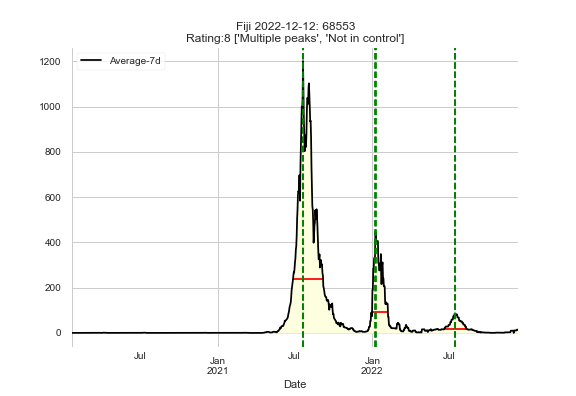 Fiji 2022-12-12: 68553
Rating:8 ['Multiple peaks', 'Not in control']
Average-7d
1200
1000
800
600
400
200
0
Jul
Jan
2021
Jul
Jan
2022
Jul
Date